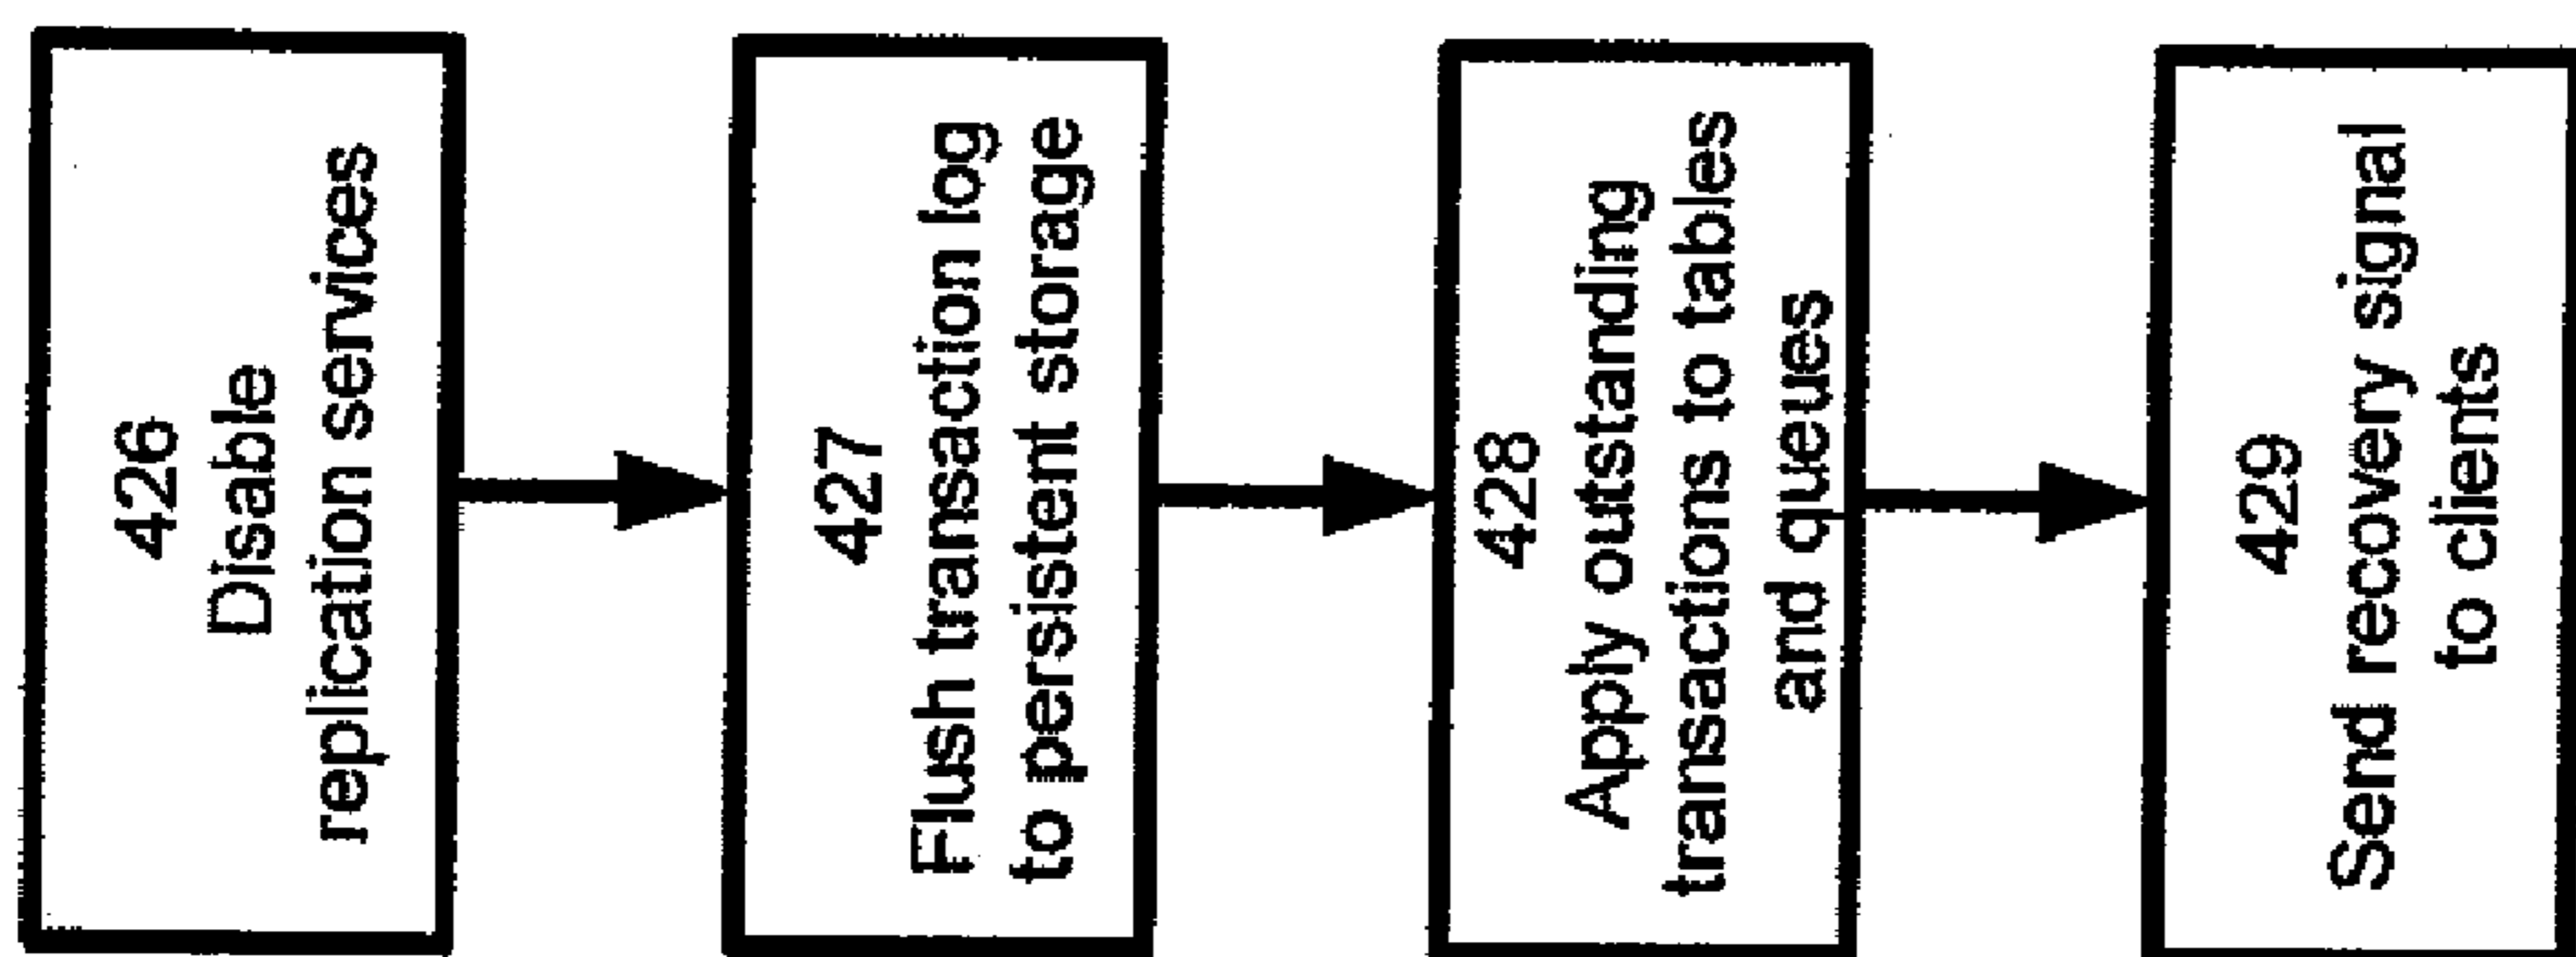 426
Disable
replication services
427
Flush transaction log
to persistent storage
428
Apply outstanding
transactions to tables
and queues
429
Send recovery signal
to clients